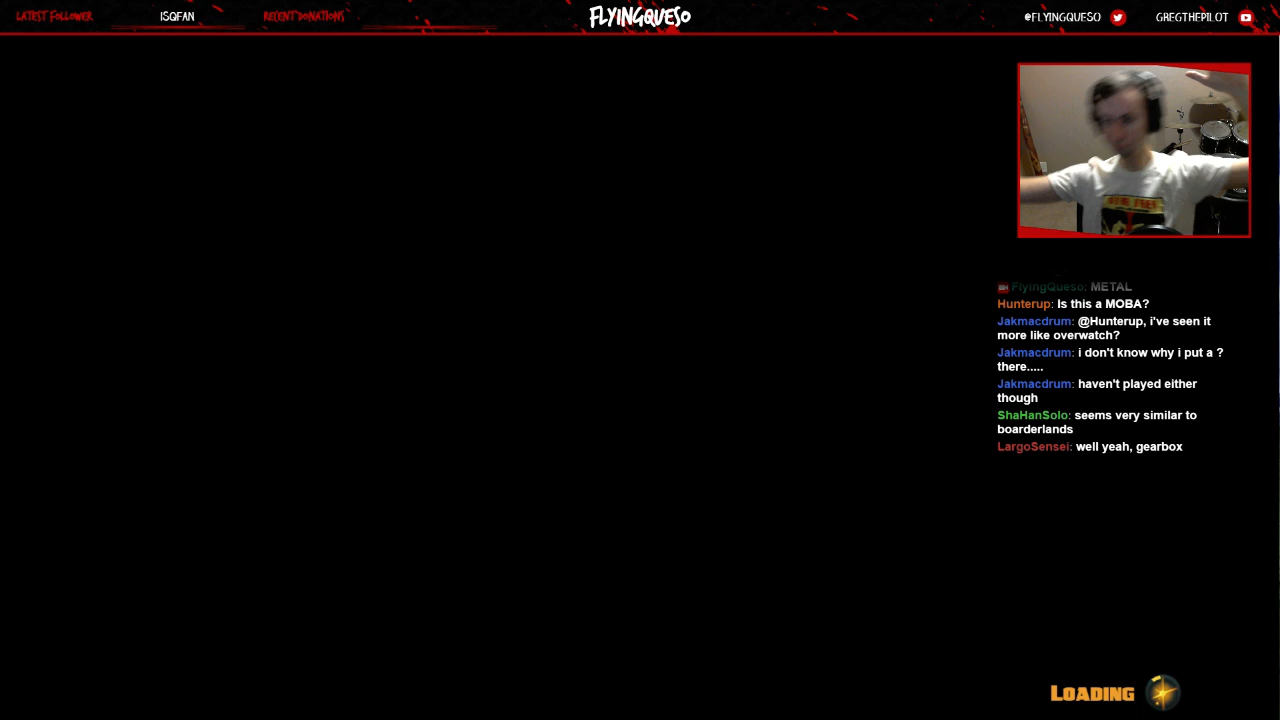 LATEST FOLLOWER
ISQFAN
RECENT DONATIONS
FLYINGQUESO
@FLYINGQUESO
GREGTHEPILOT
FlyingQueso: METAL
Hunterup: Is this a MOBA?
Jakmacdrum: @Hunterup, i've seen it
more like overwatch?
Jakmacdrum: i don't know why i put a ?
there.....
Jakmacdrum: haven't played either
though
ShaHanSolo: seems very similar to
boarderlands
LargoSensei: well yeah, gearbox
LOADING